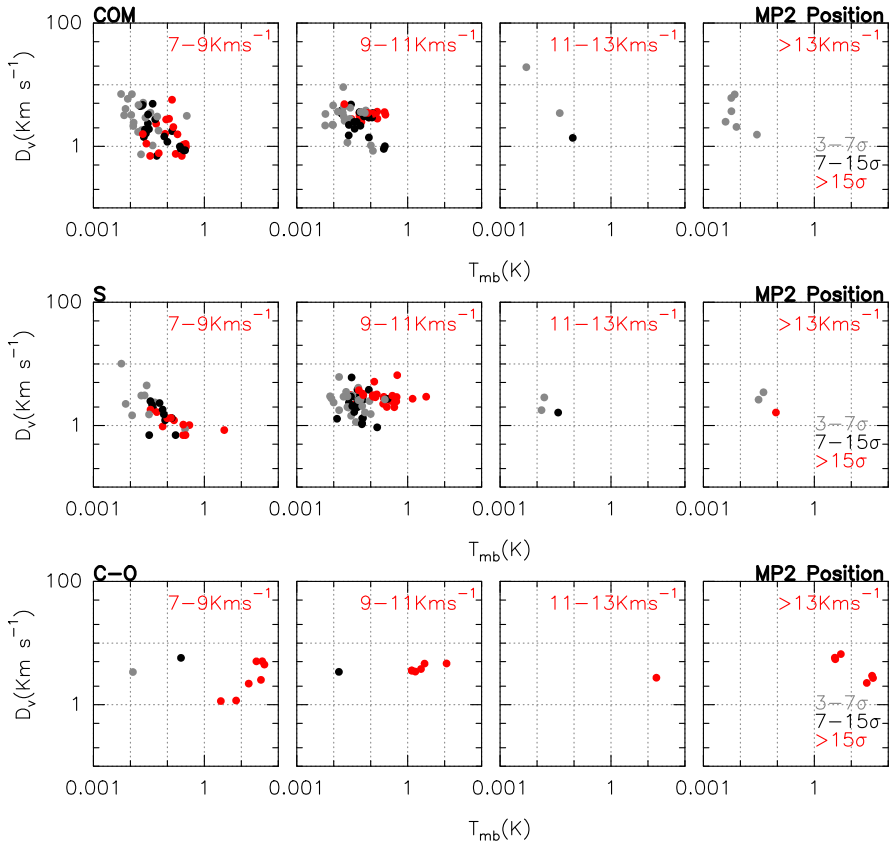 COM MP2 Position
100 7−9Kms⁻¹ 9−11Kms⁻¹ 11−13Kms⁻¹ >13Kms⁻¹
Dᵥ(Km s⁻¹)
1
3−7σ
7−15σ
>15σ
0.001 1 0.001 1 0.001 1 0.001 1
T_mb(K)
S MP2 Position
100 7−9Kms⁻¹ 9−11Kms⁻¹ 11−13Kms⁻¹ >13Kms⁻¹
Dᵥ(Km s⁻¹)
1
3−7σ
7−15σ
>15σ
0.001 1 0.001 1 0.001 1 0.001 1
T_mb(K)
C−O MP2 Position
100 7−9Kms⁻¹ 9−11Kms⁻¹ 11−13Kms⁻¹ >13Kms⁻¹
Dᵥ(Km s⁻¹)
1
3−7σ
7−15σ
>15σ
0.001 1 0.001 1 0.001 1 0.001 1
T_mb(K)